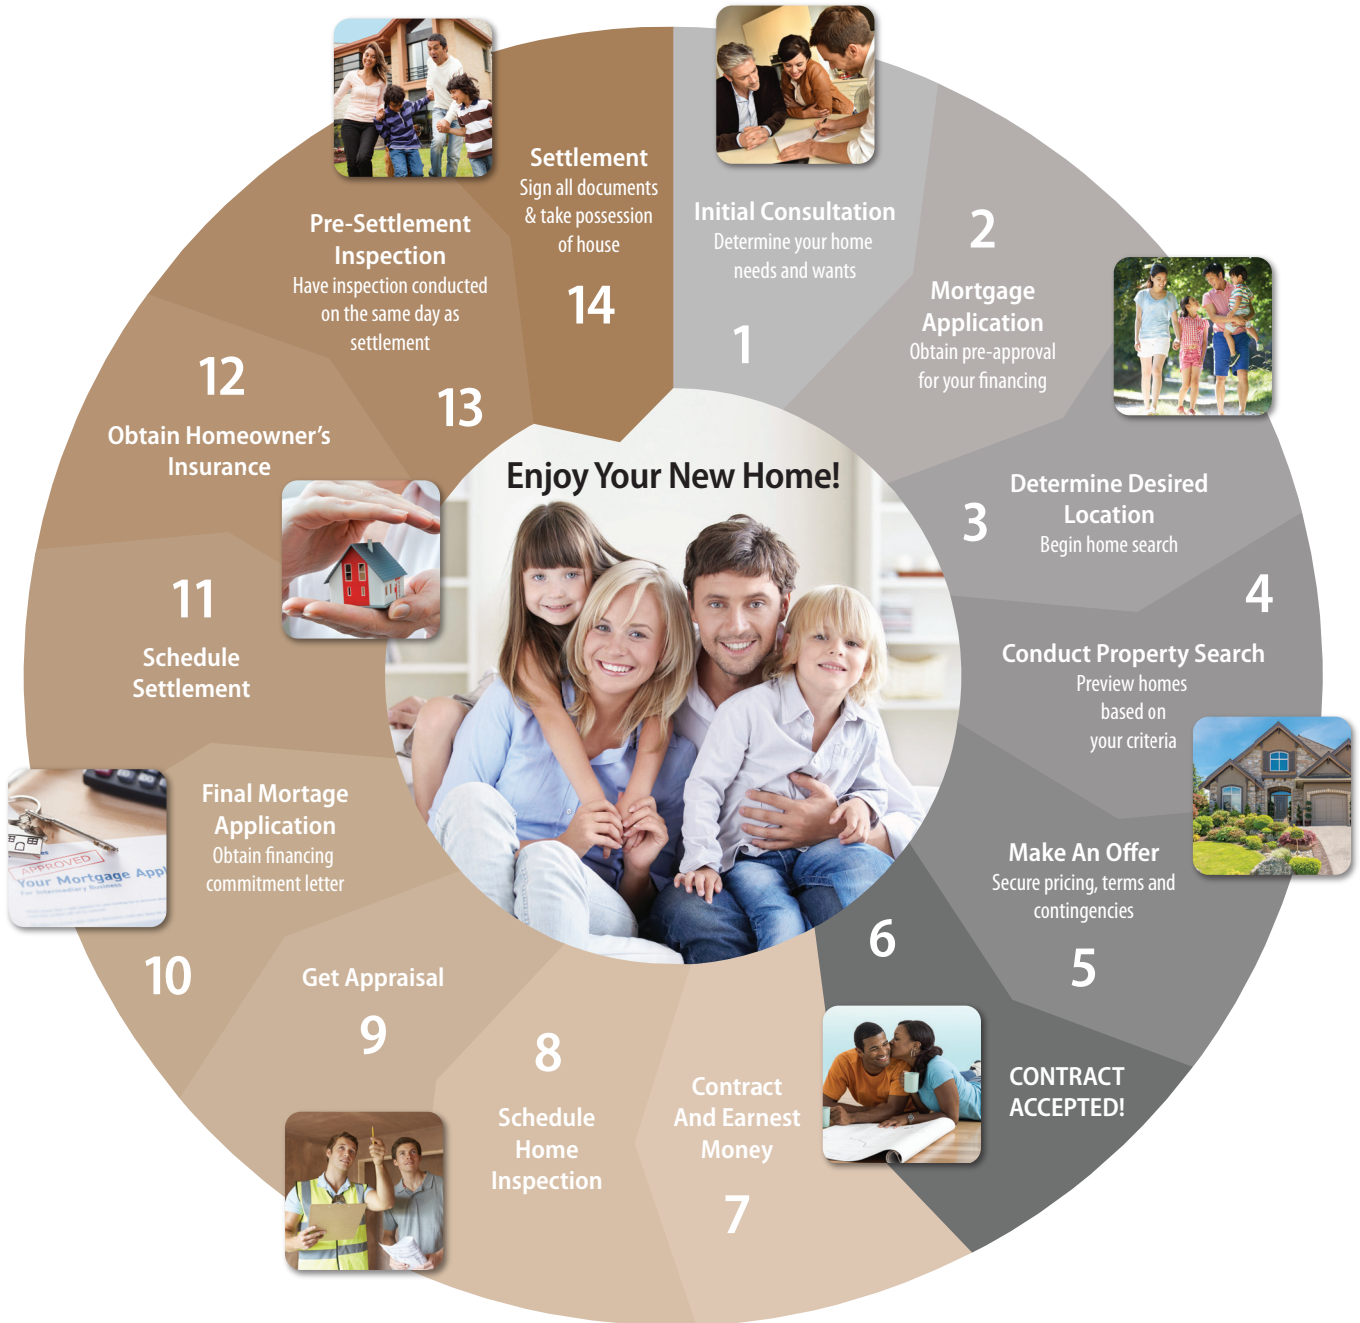 Settlement
Sign all documents
& take possession
of house
14
Initial Consultation
Determine your home
needs and wants
1
2
Mortgage
Application
Obtain pre-approval
for your financing
Determine Desired
Location
Begin home search
3
4
Conduct Property Search
Preview homes
based on
your criteria
Make An Offer
Secure pricing, terms and
contingencies
5
6
CONTRACT
ACCEPTED!
Contract
And Earnest
Money
7
8
Schedule
Home
Inspection
Get Appraisal
9
Final Mortage
Application
Obtain financing
commitment letter
10
APPROVED
Your Mortgage Appl
For Intermediary Business
11
Schedule
Settlement
12
Obtain Homeowner's
Insurance
Pre-Settlement
Inspection
Have inspection conducted
on the same day as
settlement
13
Enjoy Your New Home!